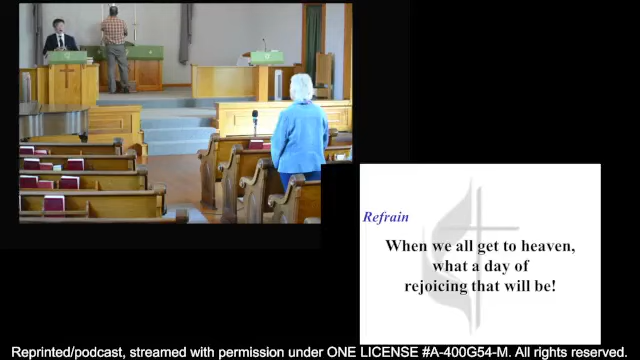 Refrain
When we all get to heaven,
what a day of
rejoicing that will be!
Reprinted/podcast, streamed with permission under ONE LICENSE #A-400G54-M. All rights reserved.